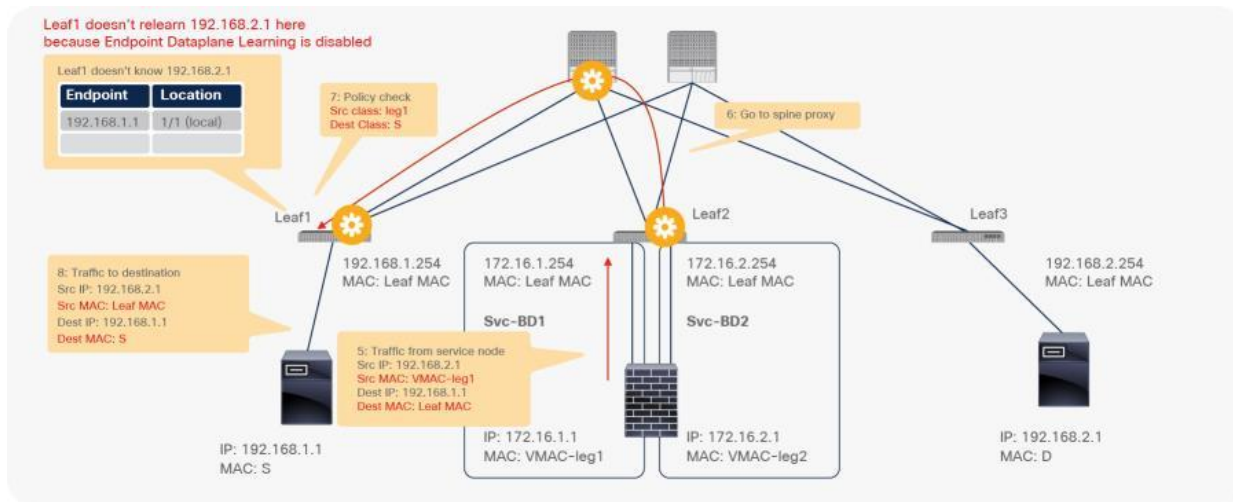 Leaf1 doesn't relearn 192.168.2.1 here
because Endpoint Dataplane Learning is disabled
Leaf1 doesn't know 192.168.2.1
Endpoint Location
192.168.1.1 1/1 (local)
7: Policy check
Src class: leg1
Dest Class: S
6: Go to spine proxy
Leaf1
Leaf2
Leaf3
192.168.1.254
MAC: Leaf MAC
172.16.1.254
MAC: Leaf MAC
172.16.2.254
MAC: Leaf MAC
192.168.2.254
MAC: Leaf MAC
Svc-BD1
Svc-BD2
8: Traffic to destination
Src IP: 192.168.2.1
Src MAC: Leaf MAC
Dest IP: 192.168.1.1
Dest MAC: S
5: Traffic from service node
Src IP: 192.168.2.1
Src MAC: VMAC-leg1
Dest IP: 192.168.1.1
Dest MAC: Leaf MAC
IP: 192.168.1.1
MAC: S
IP: 172.16.1.1
MAC: VMAC-leg1
IP: 172.16.2.1
MAC: VMAC-leg2
IP: 192.168.2.1
MAC: D